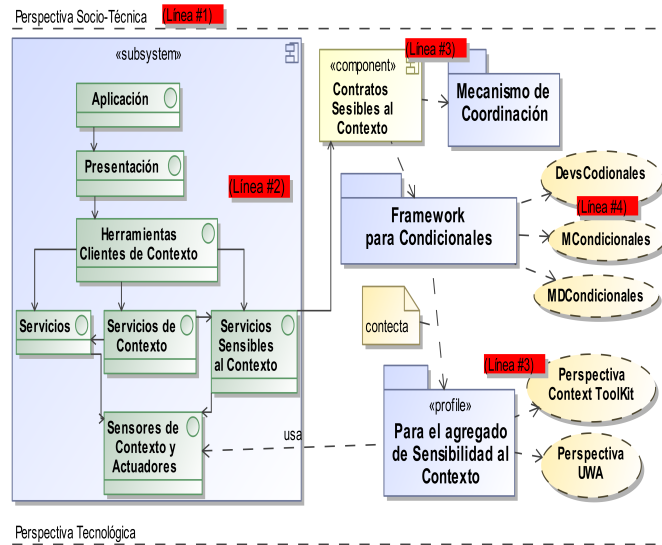 Perspectiva Socio-Técnica
(Línea #1)
«subsystem»
Aplicación
Presentación
(Línea #2)
Herramientas
Clientes de Contexto
Servicios
Servicios de
Contexto
Servicios
Sensibles
al Contexto
Sensores de
Contexto y
Actuadores
(Línea #3)
«component»
Contratos
Sesibles al
Contexto
Mecanismo de
Coordinación
Framework
para Condicionales
DevsCodionales
(Línea #4)
MCondicionales
MDCondicionales
contecta
(Línea #3)
«profile»
Para el agregado
de Sensibilidad al
Contexto
usa
Perspectiva
Context ToolKit
Perspectiva
UWA
Perspectiva Tecnológica